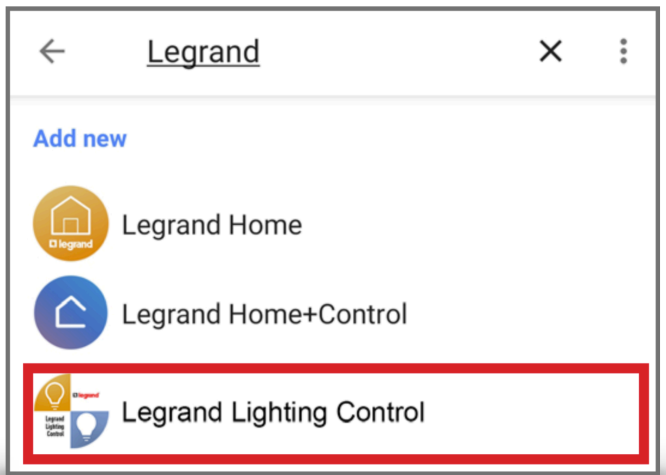 Legrand
Add new
Legrand Home
legrand
Legrand Home+Control
legrand
Legrand
Lighting
Control
Legrand Lighting Control